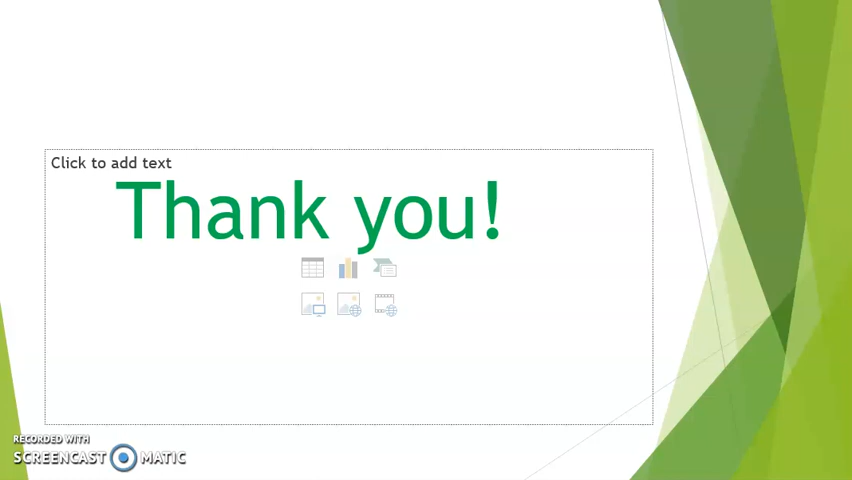 Click to add text
Thank you!
RECORDED WITH
SCREENCAST MATIC